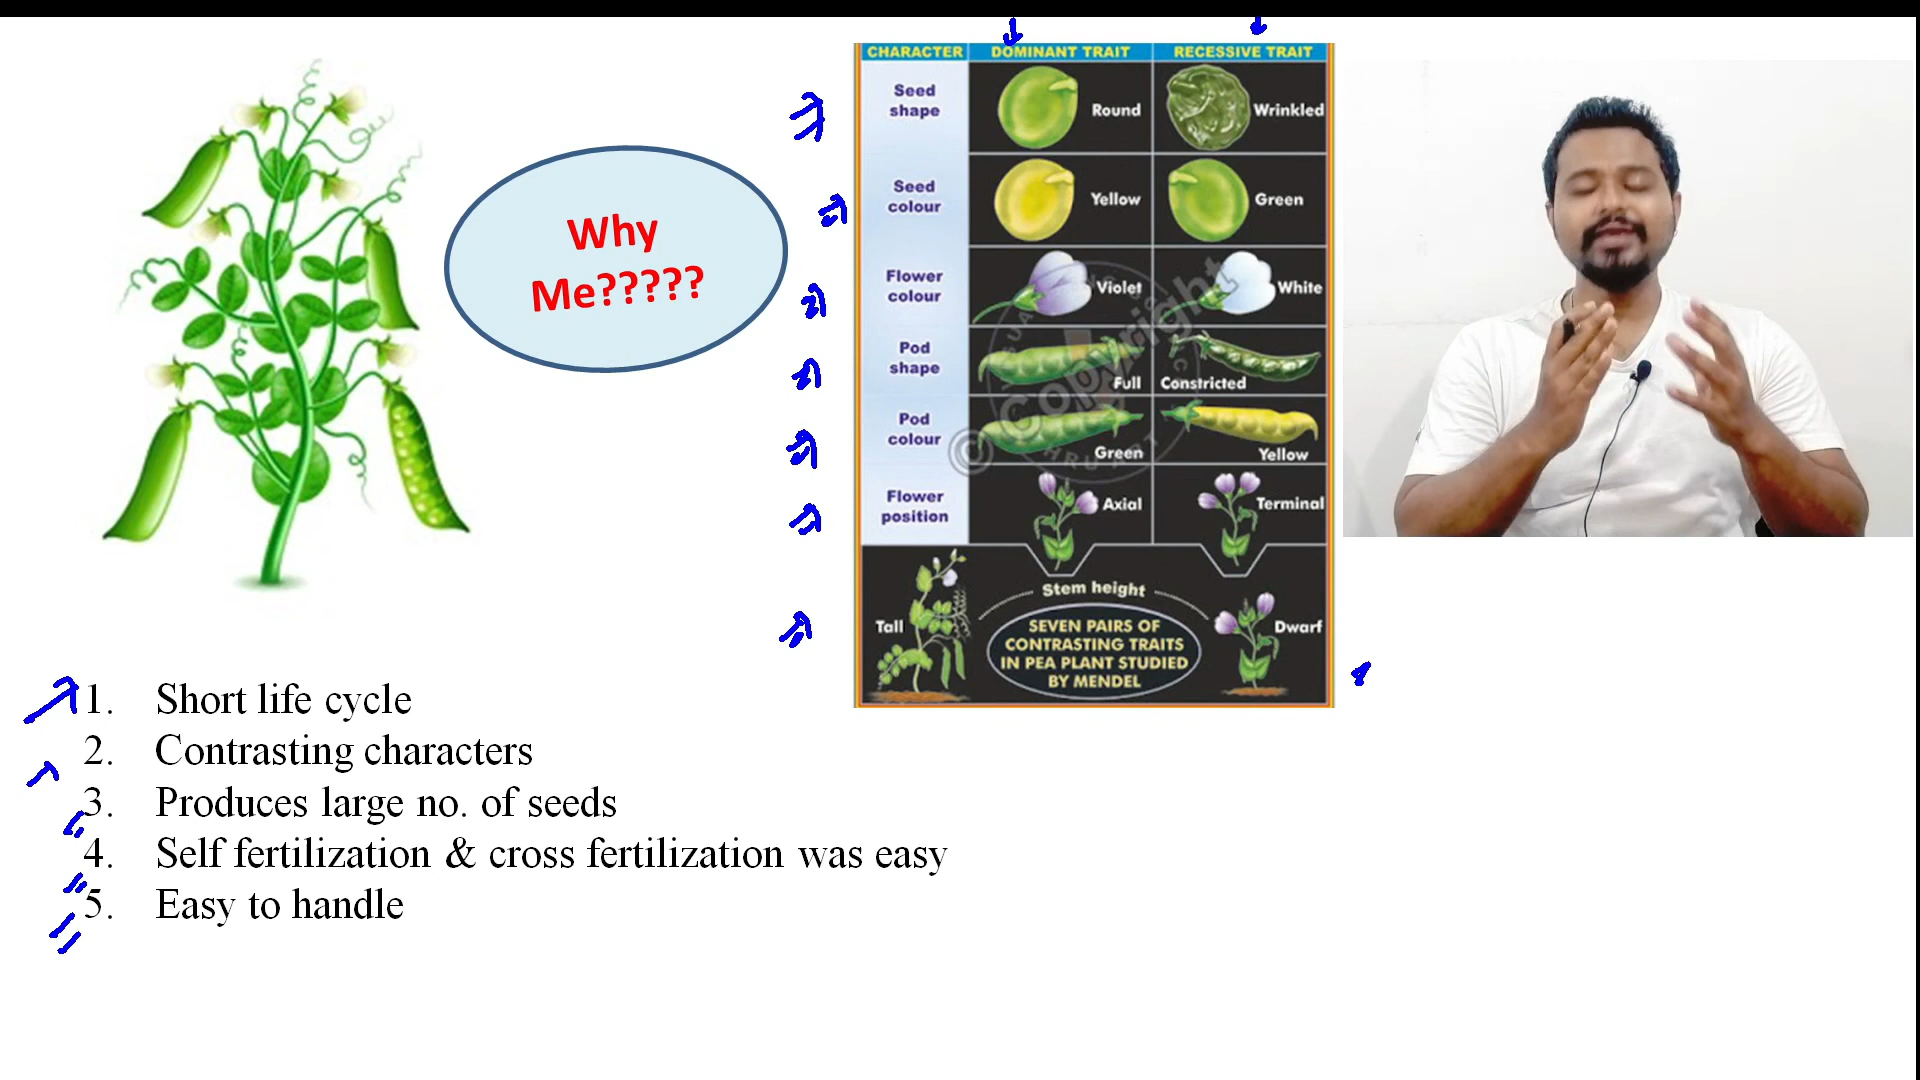 Why
Me?????
CHARACTER DOMINANT TRAIT RECESSIVE TRAIT
Seed
shape
Round
Wrinkled
Seed
colour
Yellow
Green
Flower
colour
Violet
White
Pod
shape
Full
Constricted
Pod
colour
Green
Yellow
Flower
position
Axial
Terminal
Stem height
Tall
Dwarf
SEVEN PAIRS OF
CONTRASTING TRAITS
IN PEA PLANT STUDIED
BY MENDEL
© Copyright
1. Short life cycle
2. Contrasting characters
3. Produces large no. of seeds
4. Self fertilization & cross fertilization was easy
5. Easy to handle